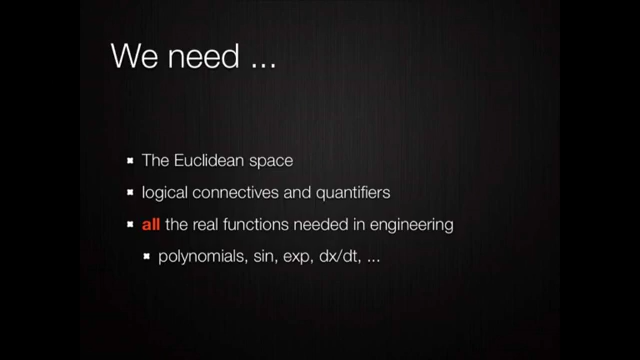 We need ...
The Euclidean space
logical connectives and quantifiers
all the real functions needed in engineering
polynomials, sin, exp, dx/dt, ...